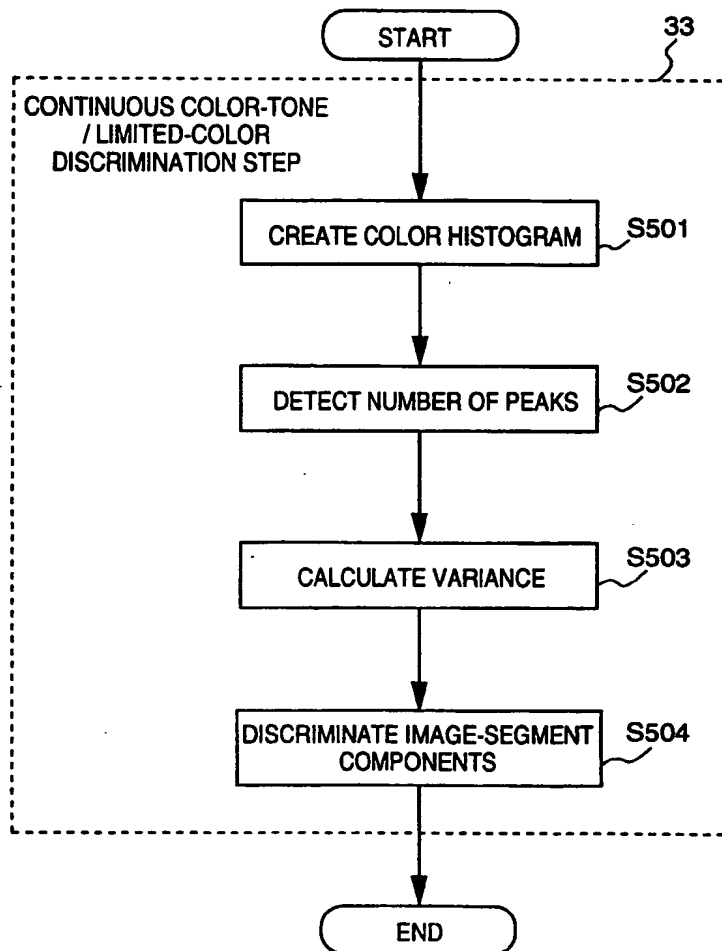 START
33
CONTINUOUS COLOR-TONE
/ LIMITED-COLOR
DISCRIMINATION STEP
CREATE COLOR HISTOGRAM
S501
DETECT NUMBER OF PEAKS
S502
CALCULATE VARIANCE
S503
DISCRIMINATE IMAGE-SEGMENT
COMPONENTS
S504
END